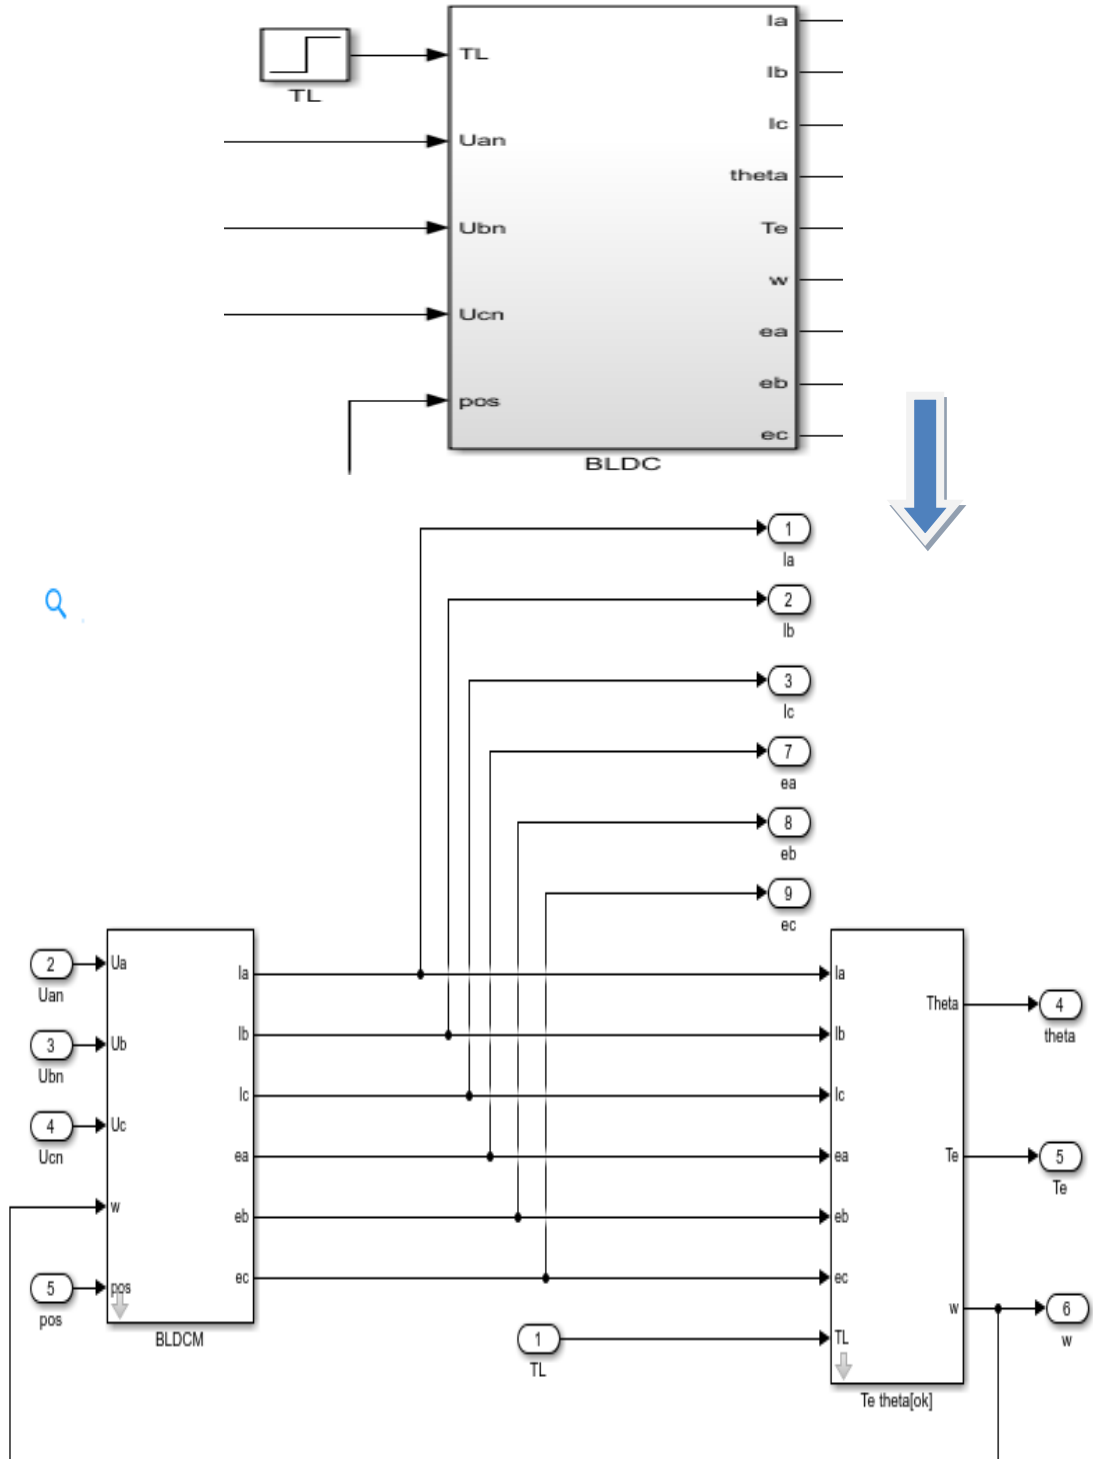 TL
TL
Uan
Ubn
Ucn
pos
Ia
Ib
Ic
theta
Te
w
ea
eb
ec
BLDC
1
Ia
2
Ib
3
Ic
7
ea
8
eb
9
ec
2
Uan
3
Ubn
4
Ucn
5
pos
Ua
Ub
Uc
w
pos
Ia
Ib
Ic
ea
eb
ec
BLDCM
1
TL
Ia
Ib
Ic
ea
eb
ec
TL
Theta
Te
w
Te theta[ok]
4
theta
5
Te
6
w